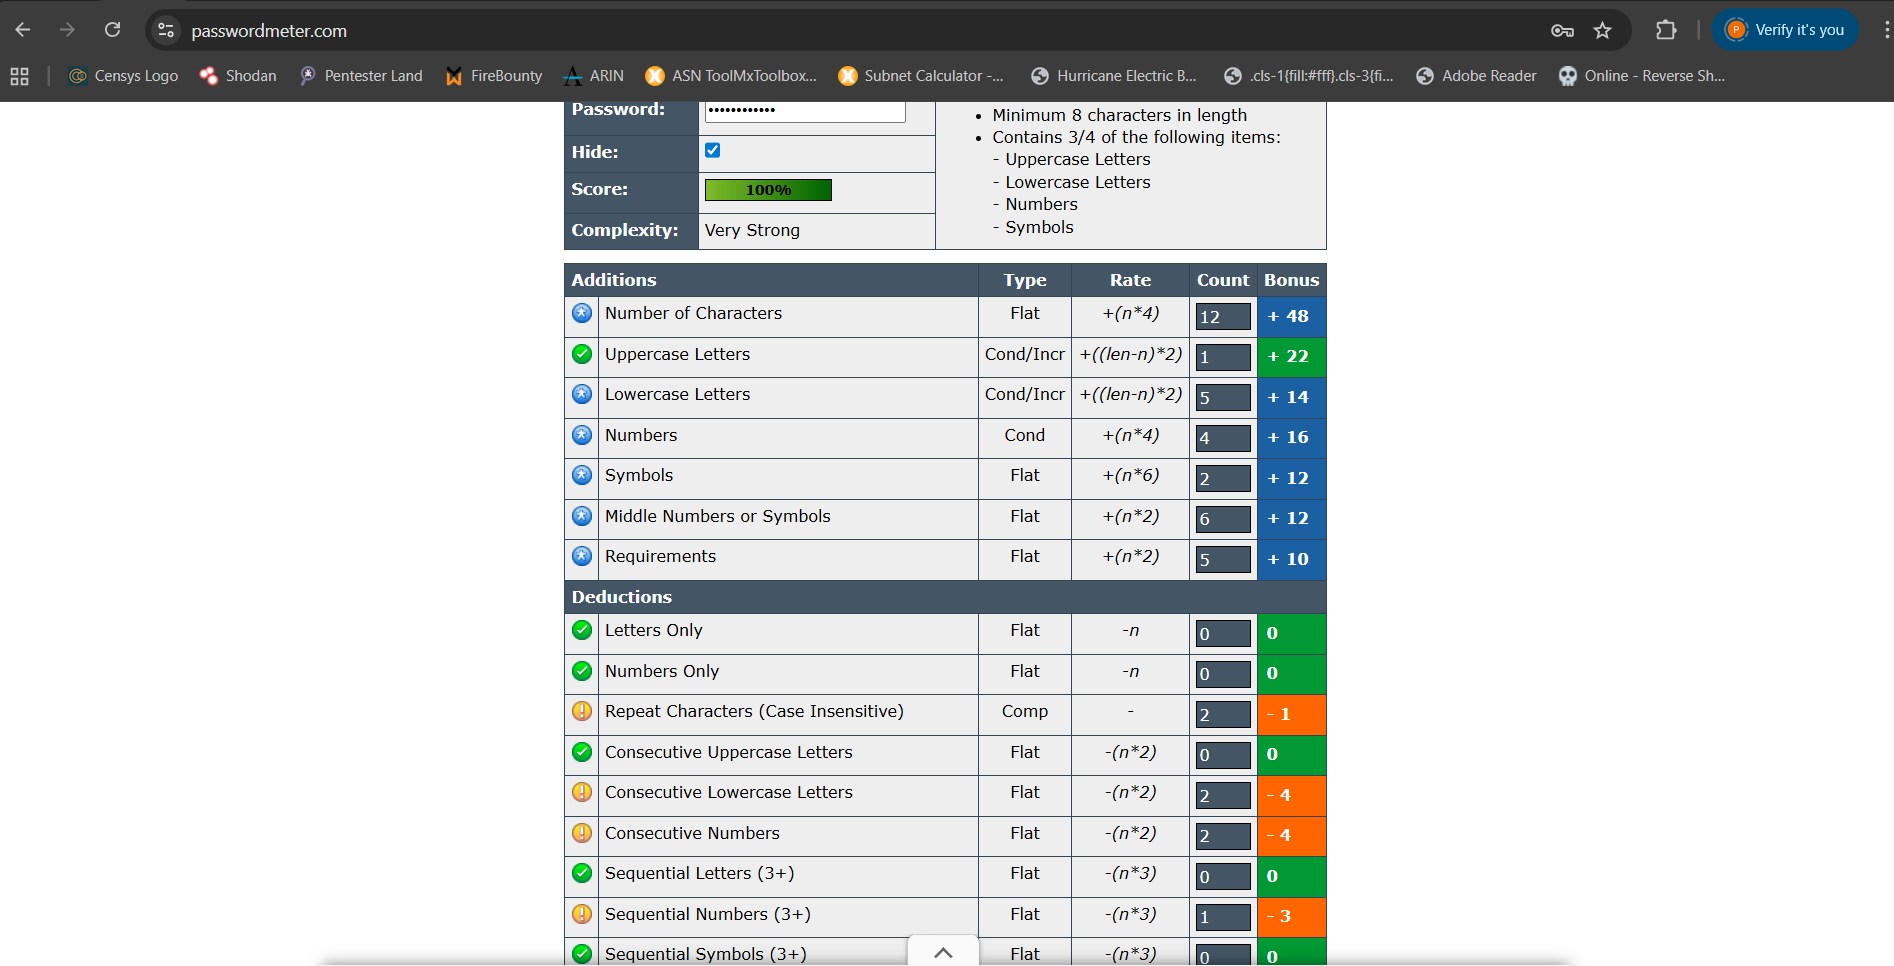 passwordmeter.com
Verify it's you
Censys Logo
Shodan
Pentester Land
FireBounty
ARIN
ASN ToolMxToolbox...
Subnet Calculator -...
Hurricane Electric B...
.cls-1{fill:#fff}.cls-3{fi...
Adobe Reader
Online - Reverse Sh...
Password: ••••••••••••
Hide:
Score: 100%
Complexity: Very Strong
• Minimum 8 characters in length
• Contains 3/4 of the following items:
- Uppercase Letters
- Lowercase Letters
- Numbers
- Symbols
Additions Type Rate Count Bonus
Number of Characters Flat +(n*4) 12 + 48
Uppercase Letters Cond/Incr +((len-n)*2) 1 + 22
Lowercase Letters Cond/Incr +((len-n)*2) 5 + 14
Numbers Cond +(n*4) 4 + 16
Symbols Flat +(n*6) 2 + 12
Middle Numbers or Symbols Flat +(n*2) 6 + 12
Requirements Flat +(n*2) 5 + 10
Deductions
Letters Only Flat -n 0 0
Numbers Only Flat -n 0 0
Repeat Characters (Case Insensitive) Comp - 2 - 1
Consecutive Uppercase Letters Flat -(n*2) 0 0
Consecutive Lowercase Letters Flat -(n*2) 2 - 4
Consecutive Numbers Flat -(n*2) 2 - 4
Sequential Letters (3+) Flat -(n*3) 0 0
Sequential Numbers (3+) Flat -(n*3) 1 - 3
Sequential Symbols (3+) Flat -(n*3) 0 0